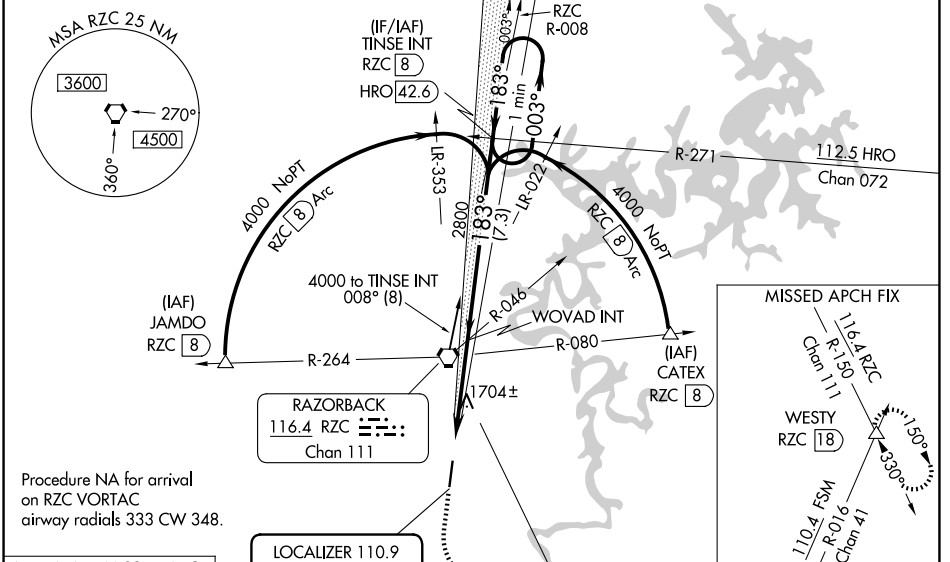 MSA RZC 25 NM
3600
270°
4500
360°
(IF/IAF)
TINSE INT
RZC 8
HRO 42.6
003°
RZC
R-008
183°
1 min
003°
R-271
112.5 HRO
Chan 072
4000 NoPT
RZC 8 Arc
LR-353
2800
183°
(7.3)
LR-022
4000 NoPT
RZC 8 Arc
4000 to TINSE INT
008° (8)
R-046
WOVAD INT
(IAF)
JAMDO
RZC 8
R-264
R-080
(IAF)
CATEX
RZC 8
1704±
RAZORBACK
116.4 RZC
Chan 111
MISSED APCH FIX
116.4 RZC
R-150
Chan 111
WESTY
RZC 18
150°
330°
110.4 FSM
R-016
Chan 41
Procedure NA for arrival
on RZC VORTAC
airway radials 333 CW 348.
LOCALIZER 110.9